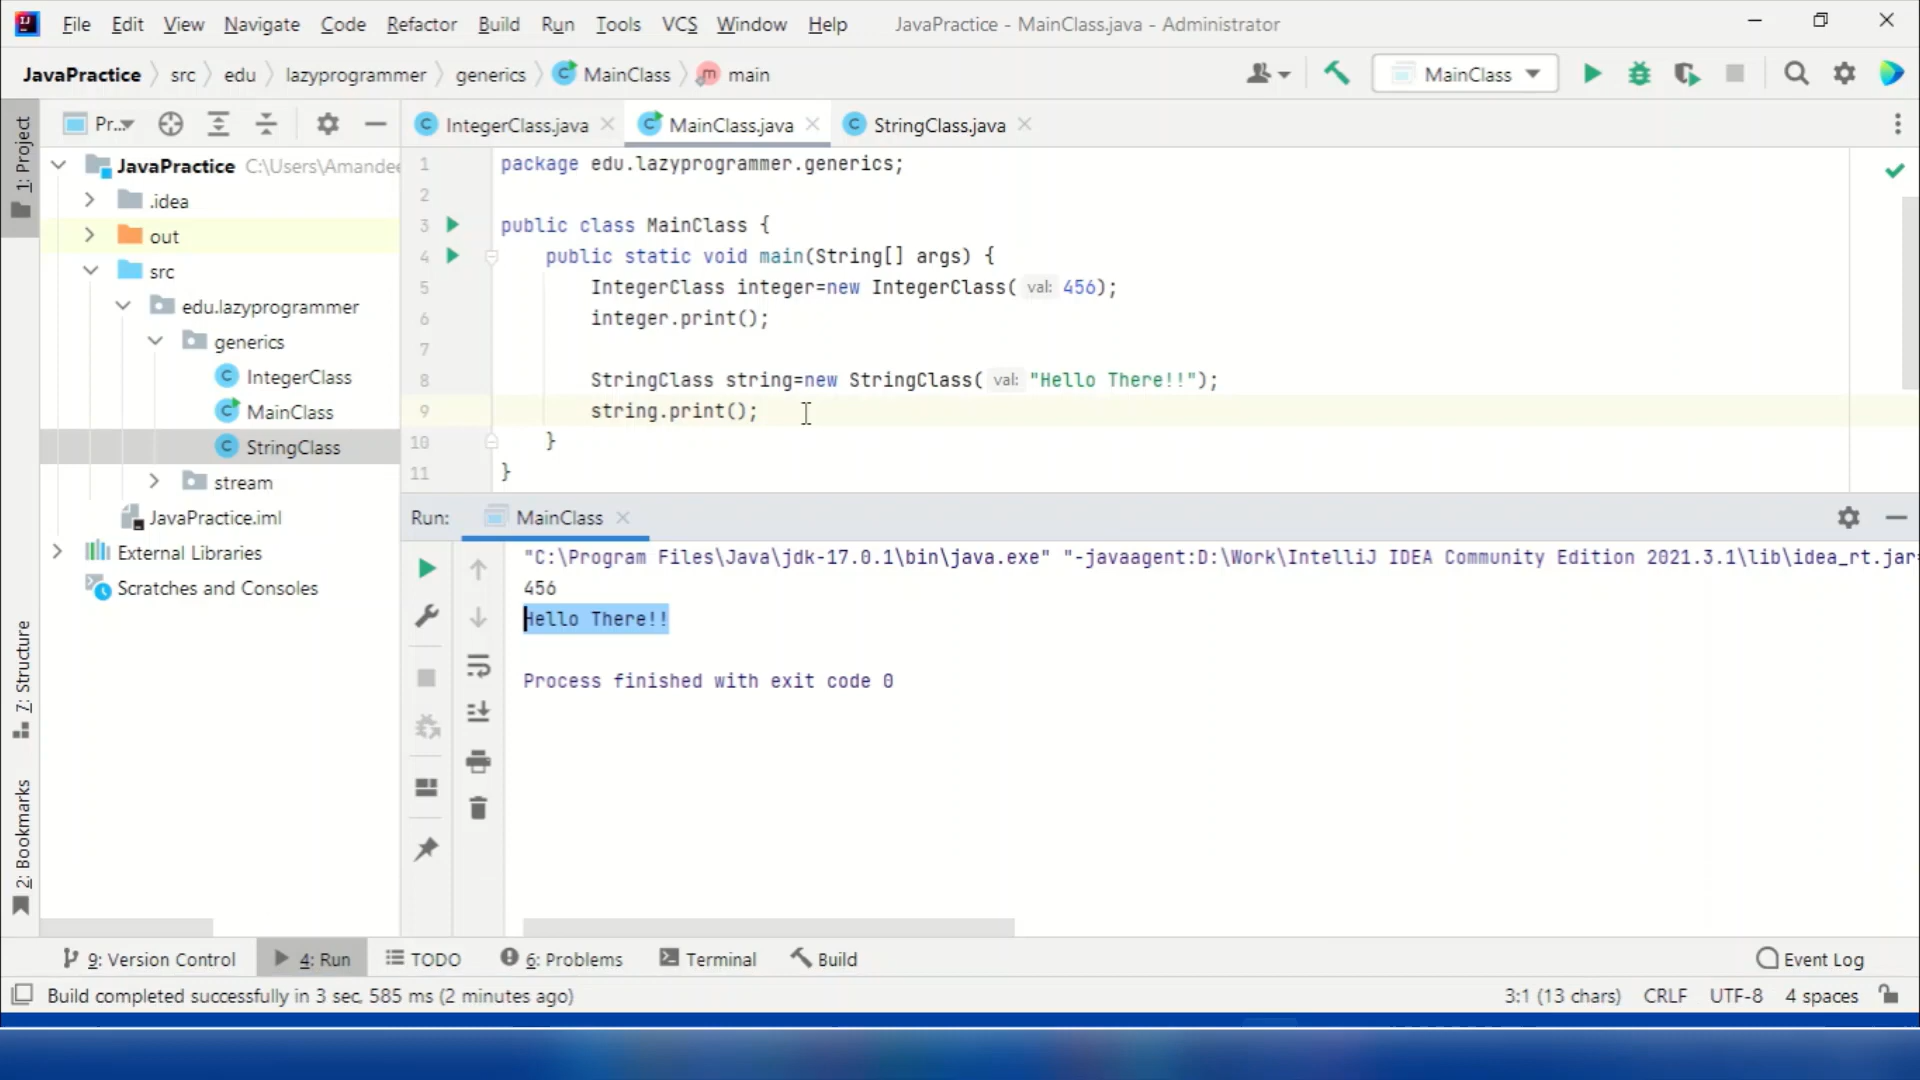 File Edit View Navigate Code Refactor Build Run Tools VCS Window Help JavaPractice - MainClass.java - Administrator
JavaPractice src edu lazyprogrammer generics MainClass main MainClass
Pr... IntegerClass.java MainClass.java StringClass.java
1: Project
JavaPractice C:\Users\Amandee
.idea
out
src
edu.lazyprogrammer
generics
IntegerClass
MainClass
StringClass
stream
JavaPractice.iml
External Libraries
Scratches and Consoles
7: Structure
2: Bookmarks
1 package edu.lazyprogrammer.generics;
2
3 public class MainClass {
4 public static void main(String[] args) {
5 IntegerClass integer=new IntegerClass( val: 456);
6 integer.print();
7
8 StringClass string=new StringClass( val: "Hello There!!");
9 string.print();
10 }
11 }
Run: MainClass
"C:\Program Files\Java\jdk-17.0.1\bin\java.exe" "-javaagent:D:\Work\IntelliJ IDEA Community Edition 2021.3.1\lib\idea_rt.jar
456
Hello There!!
Process finished with exit code 0
9: Version Control 4: Run TODO 6: Problems Terminal Build Event Log
Build completed successfully in 3 sec, 585 ms (2 minutes ago) 3:1 (13 chars) CRLF UTF-8 4 spaces